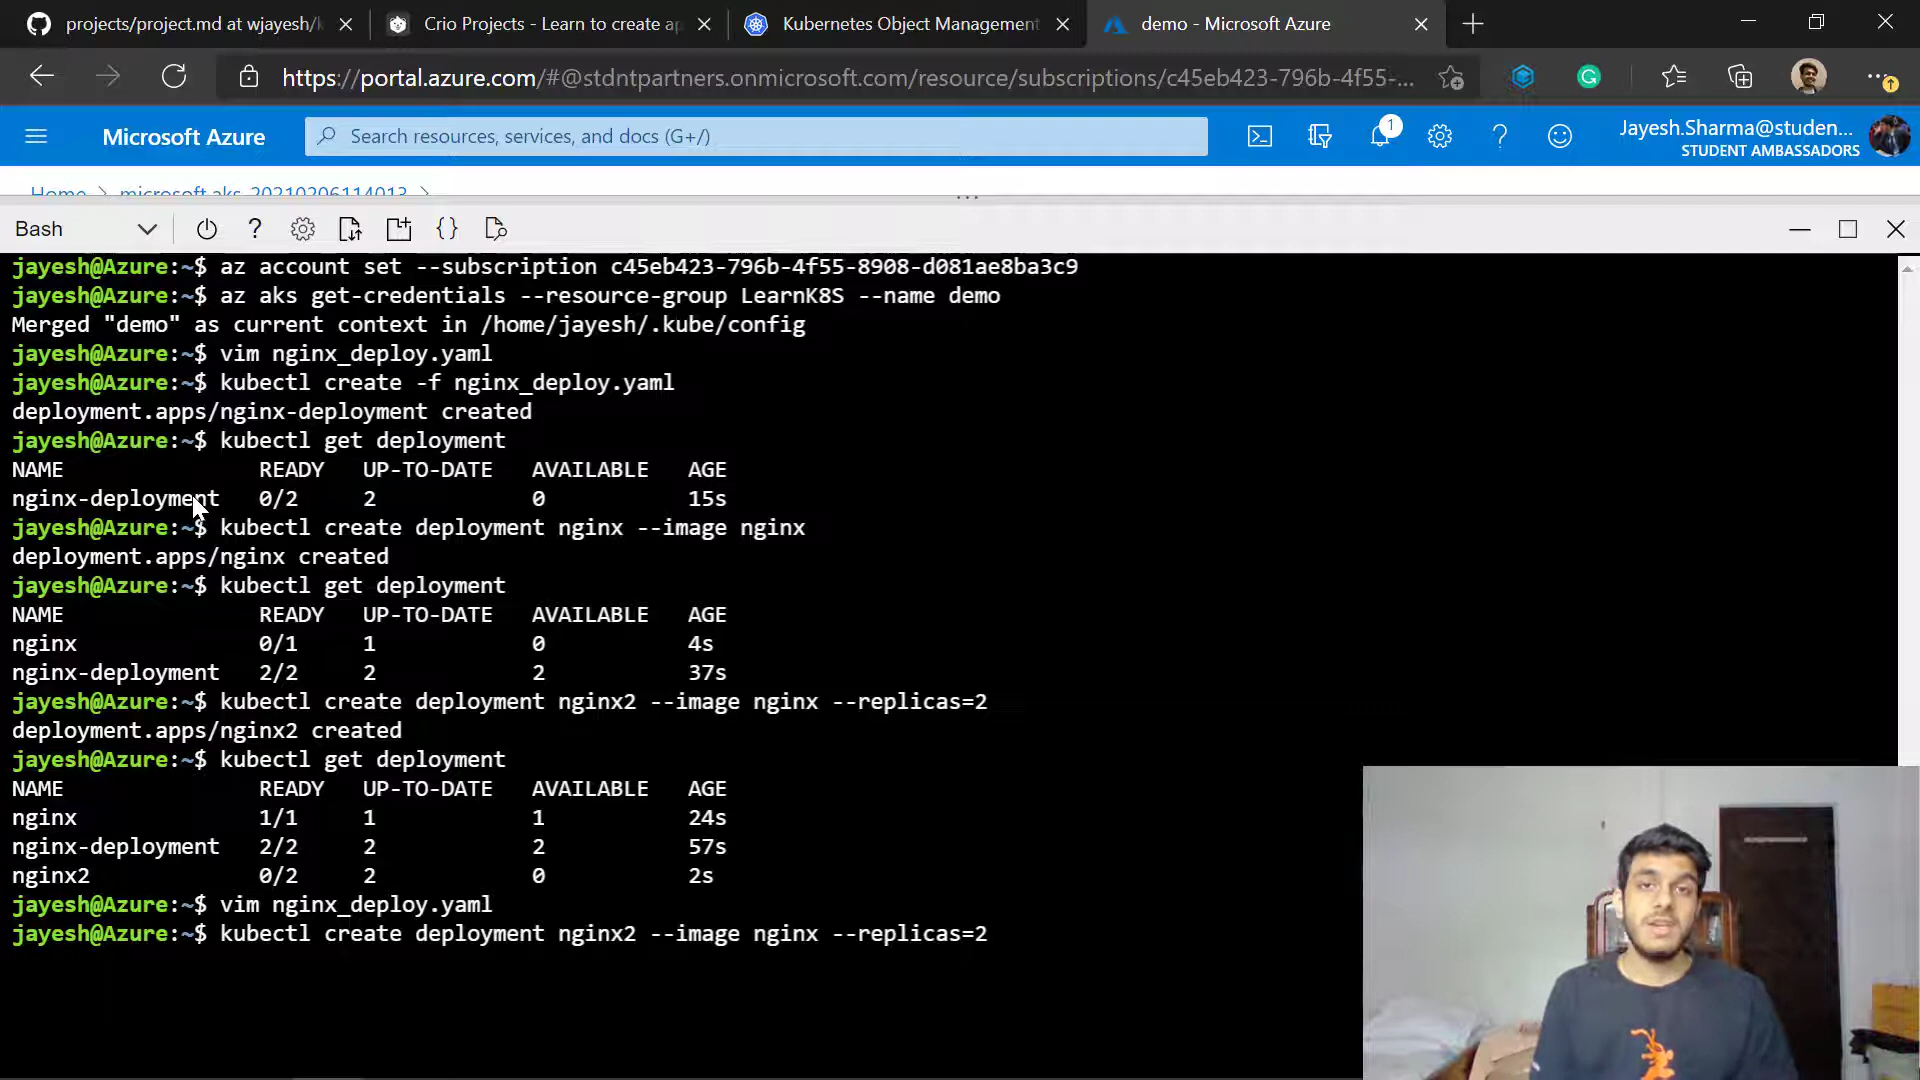 projects/project.md at wjayesh/k
Crio Projects - Learn to create ap
Kubernetes Object Management
demo - Microsoft Azure
https://portal.azure.com/#@stdntpartners.onmicrosoft.com/resource/subscriptions/c45eb423-796b-4f55-...
Microsoft Azure
Search resources, services, and docs (G+/)
1
Jayesh.Sharma@studen...
STUDENT AMBASSADORS
Home > microsoft.aks-20210206114013 >
Bash
jayesh@Azure:~$ az account set --subscription c45eb423-796b-4f55-8908-d081ae8ba3c9
jayesh@Azure:~$ az aks get-credentials --resource-group LearnK8S --name demo
Merged "demo" as current context in /home/jayesh/.kube/config
jayesh@Azure:~$ vim nginx_deploy.yaml
jayesh@Azure:~$ kubectl create -f nginx_deploy.yaml
deployment.apps/nginx-deployment created
jayesh@Azure:~$ kubectl get deployment
NAME READY UP-TO-DATE AVAILABLE AGE
nginx-deployment 0/2 2 0 15s
jayesh@Azure:~$ kubectl create deployment nginx --image nginx
deployment.apps/nginx created
jayesh@Azure:~$ kubectl get deployment
NAME READY UP-TO-DATE AVAILABLE AGE
nginx 0/1 1 0 4s
nginx-deployment 2/2 2 2 37s
jayesh@Azure:~$ kubectl create deployment nginx2 --image nginx --replicas=2
deployment.apps/nginx2 created
jayesh@Azure:~$ kubectl get deployment
NAME READY UP-TO-DATE AVAILABLE AGE
nginx 1/1 1 1 24s
nginx-deployment 2/2 2 2 57s
nginx2 0/2 2 0 2s
jayesh@Azure:~$ vim nginx_deploy.yaml
jayesh@Azure:~$ kubectl create deployment nginx2 --image nginx --replicas=2